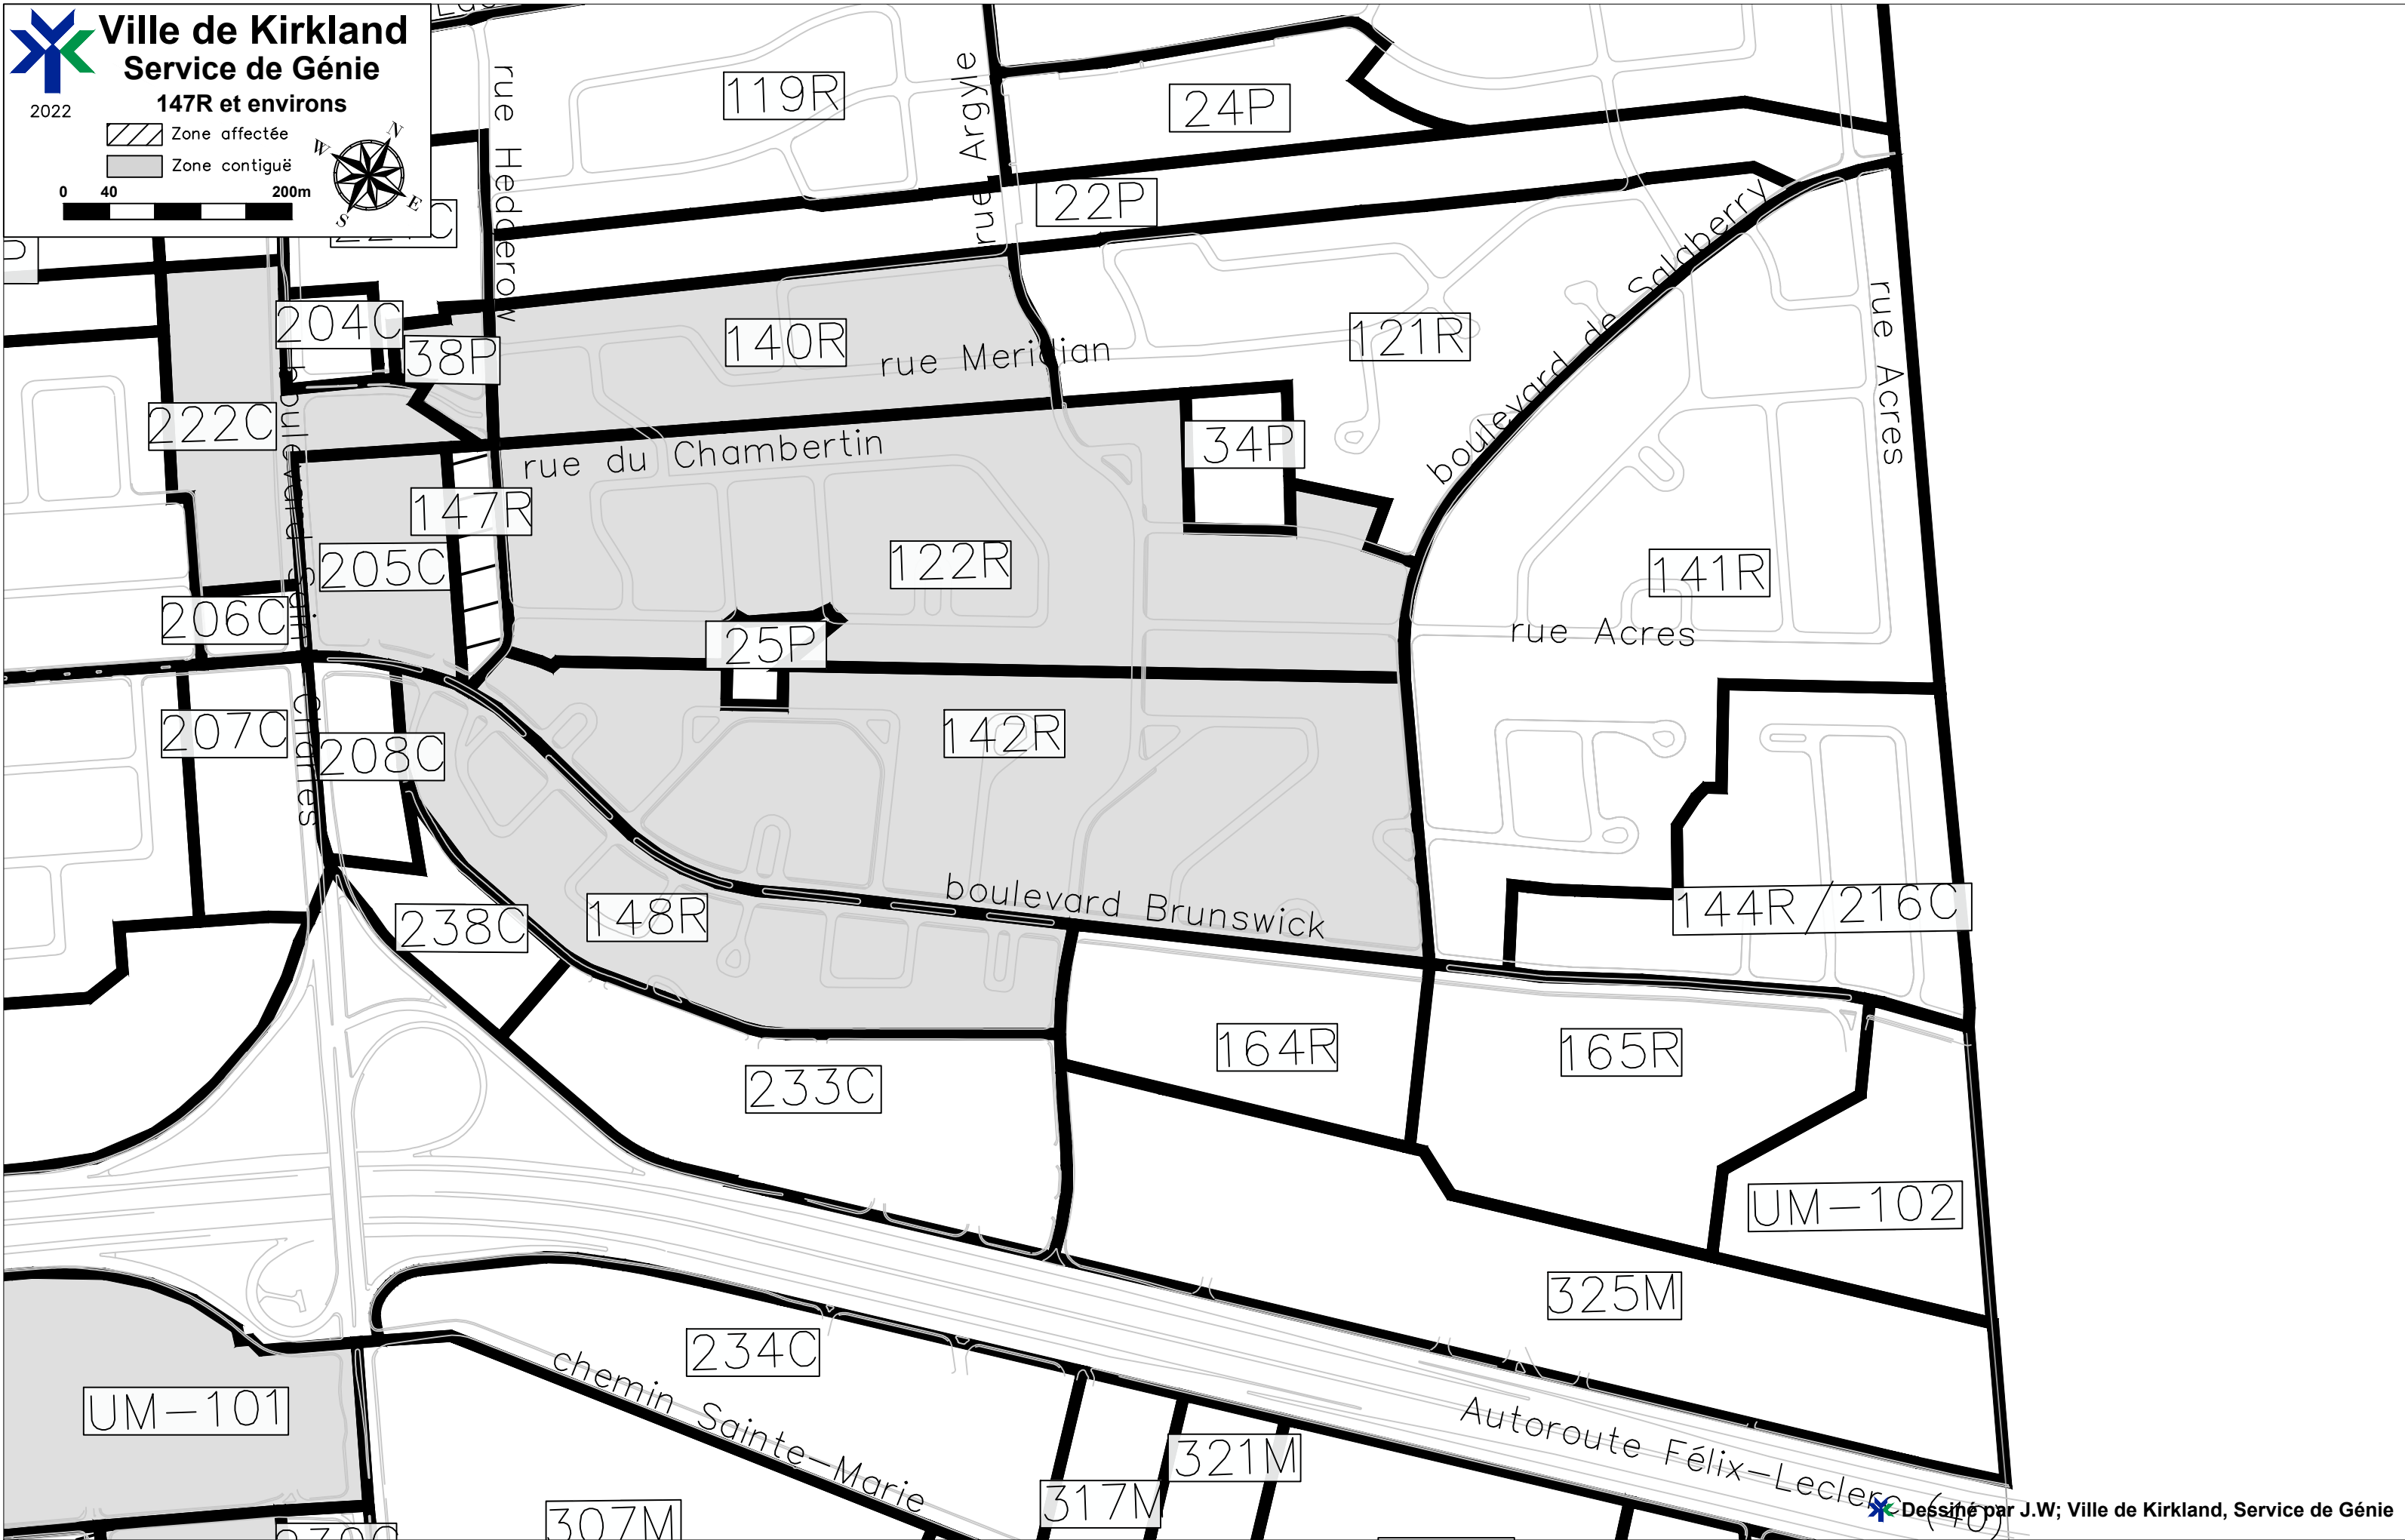 Ville de Kirkland
Service de Génie
147R et environs
2022
Zone affectée
Zone contiguë
0 40 200m
N
W
E
S
rue Hedgerow
119R
rue Argyle
24P
22P
204C
38P
140R
rue Meridian
121R
boulevard de Salaberry
rue Acres
222C
boulevard Saint-Charles
rue du Chambertin
34P
147R
205C
122R
141R
206C
25P
rue Acres
207C
208C
142R
238C
148R
boulevard Brunswick
144R/216C
164R
165R
233C
UM-102
325M
234C
chemin Sainte-Marie
UM-101
Autoroute Félix-Leclerc (40)
321M
317M
307M
Dessiné par J.W; Ville de Kirkland, Service de Génie